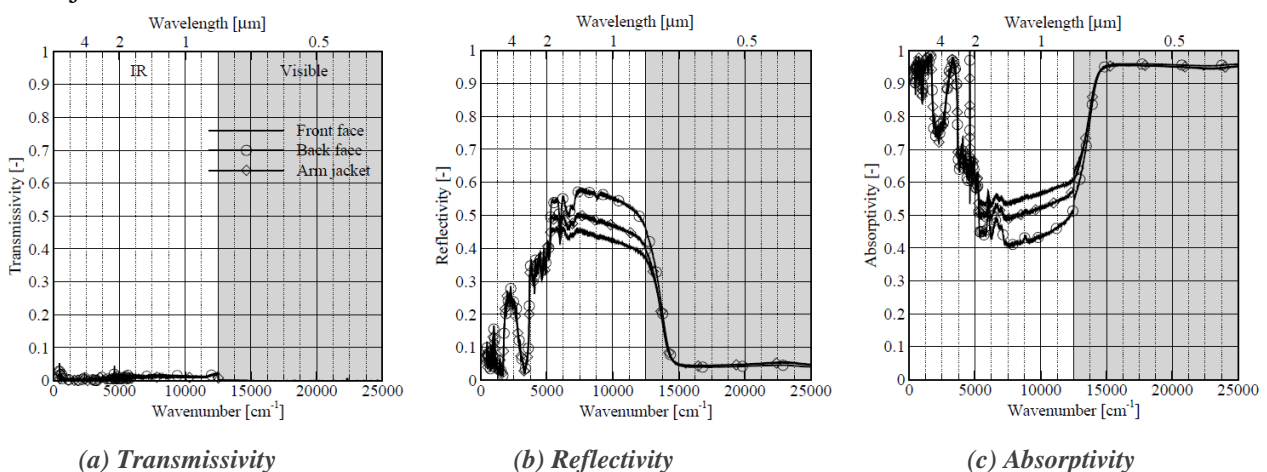 Wavelength [µm]
4 2 1 0.5
1
0.9
0.8
0.7
0.6
0.5
0.4
0.3
0.2
0.1
0
Transmissivity [-]
IR Visible
Front face
Back face
Arm jacket
0 5000 10000 15000 20000 25000
Wavenumber [cm⁻¹]
(a) Transmissivity
Wavelength [µm]
4 2 1 0.5
1
0.9
0.8
0.7
0.6
0.5
0.4
0.3
0.2
0.1
0
Reflectivity [-]
0 5000 10000 15000 20000 25000
Wavenumber [cm⁻¹]
(b) Reflectivity
Wavelength [µm]
4 2 1 0.5
1
0.9
0.8
0.7
0.6
0.5
0.4
0.3
0.2
0.1
0
Absorptivity [-]
0 5000 10000 15000 20000 25000
Wavenumber [cm⁻¹]
(c) Absorptivity